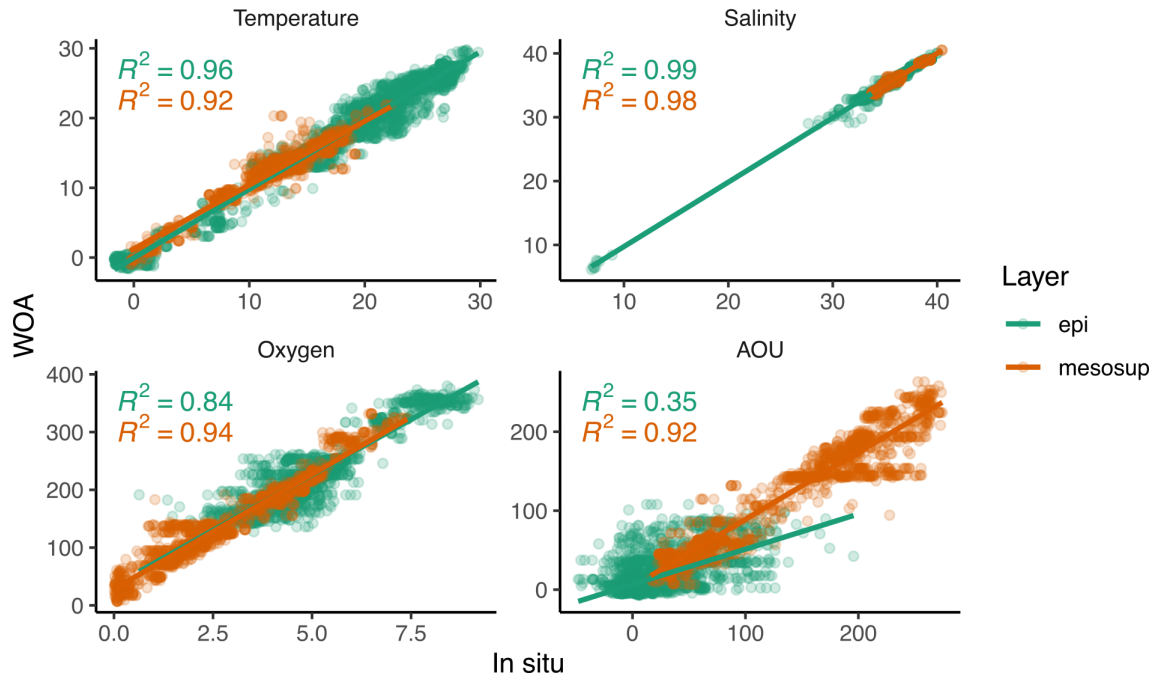 Temperature
Salinity
R² = 0.96
R² = 0.92
30
20
10
0
0
10
20
30
R² = 0.99
R² = 0.98
40
30
20
10
10
20
30
40
WOA
Oxygen
AOU
R² = 0.84
R² = 0.94
400
300
200
100
0
0.0
2.5
5.0
7.5
R² = 0.35
R² = 0.92
200
100
0
0
100
200
In situ
Layer
epi
mesosup